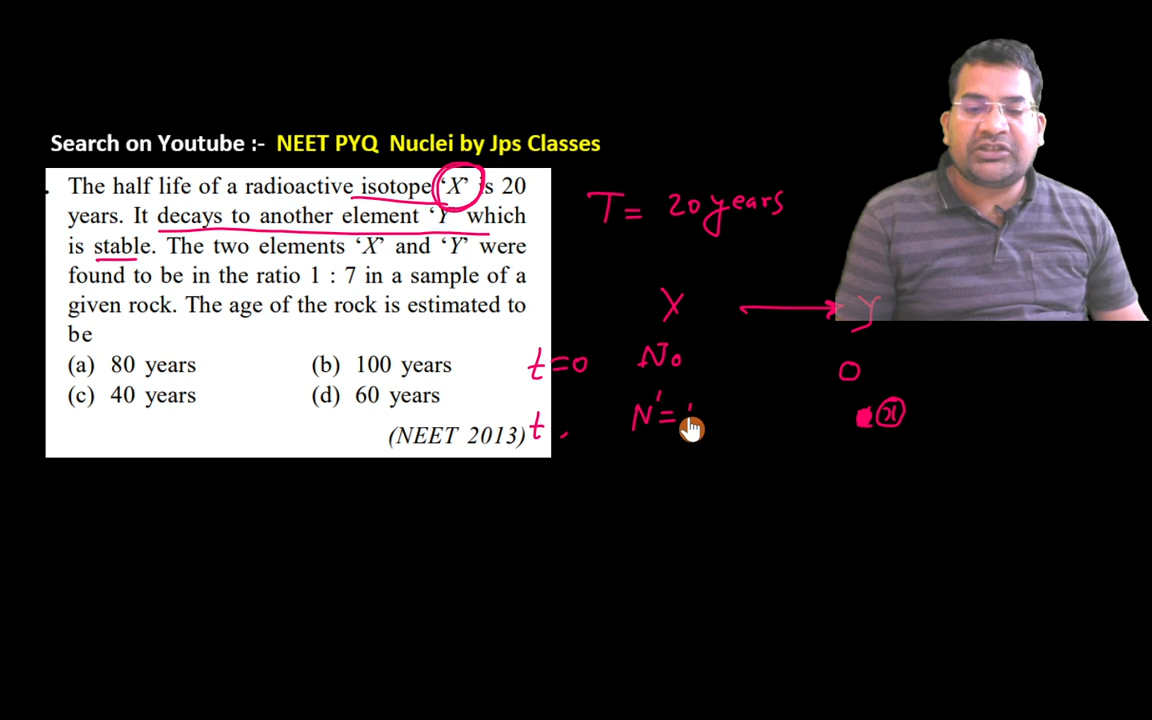 Search on Youtube :- NEET PYQ Nuclei by Jps Classes
. The half life of a radioactive isotope ‘X’ is 20
years. It decays to another element ‘Y’ which
is stable. The two elements ‘X’ and ‘Y’ were
found to be in the ratio 1 : 7 in a sample of a
given rock. The age of the rock is estimated to
be
(a) 80 years (b) 100 years
(c) 40 years (d) 60 years
(NEET 2013)
T = 20 years
X → Y
t=0 N₀ 0
t N' =